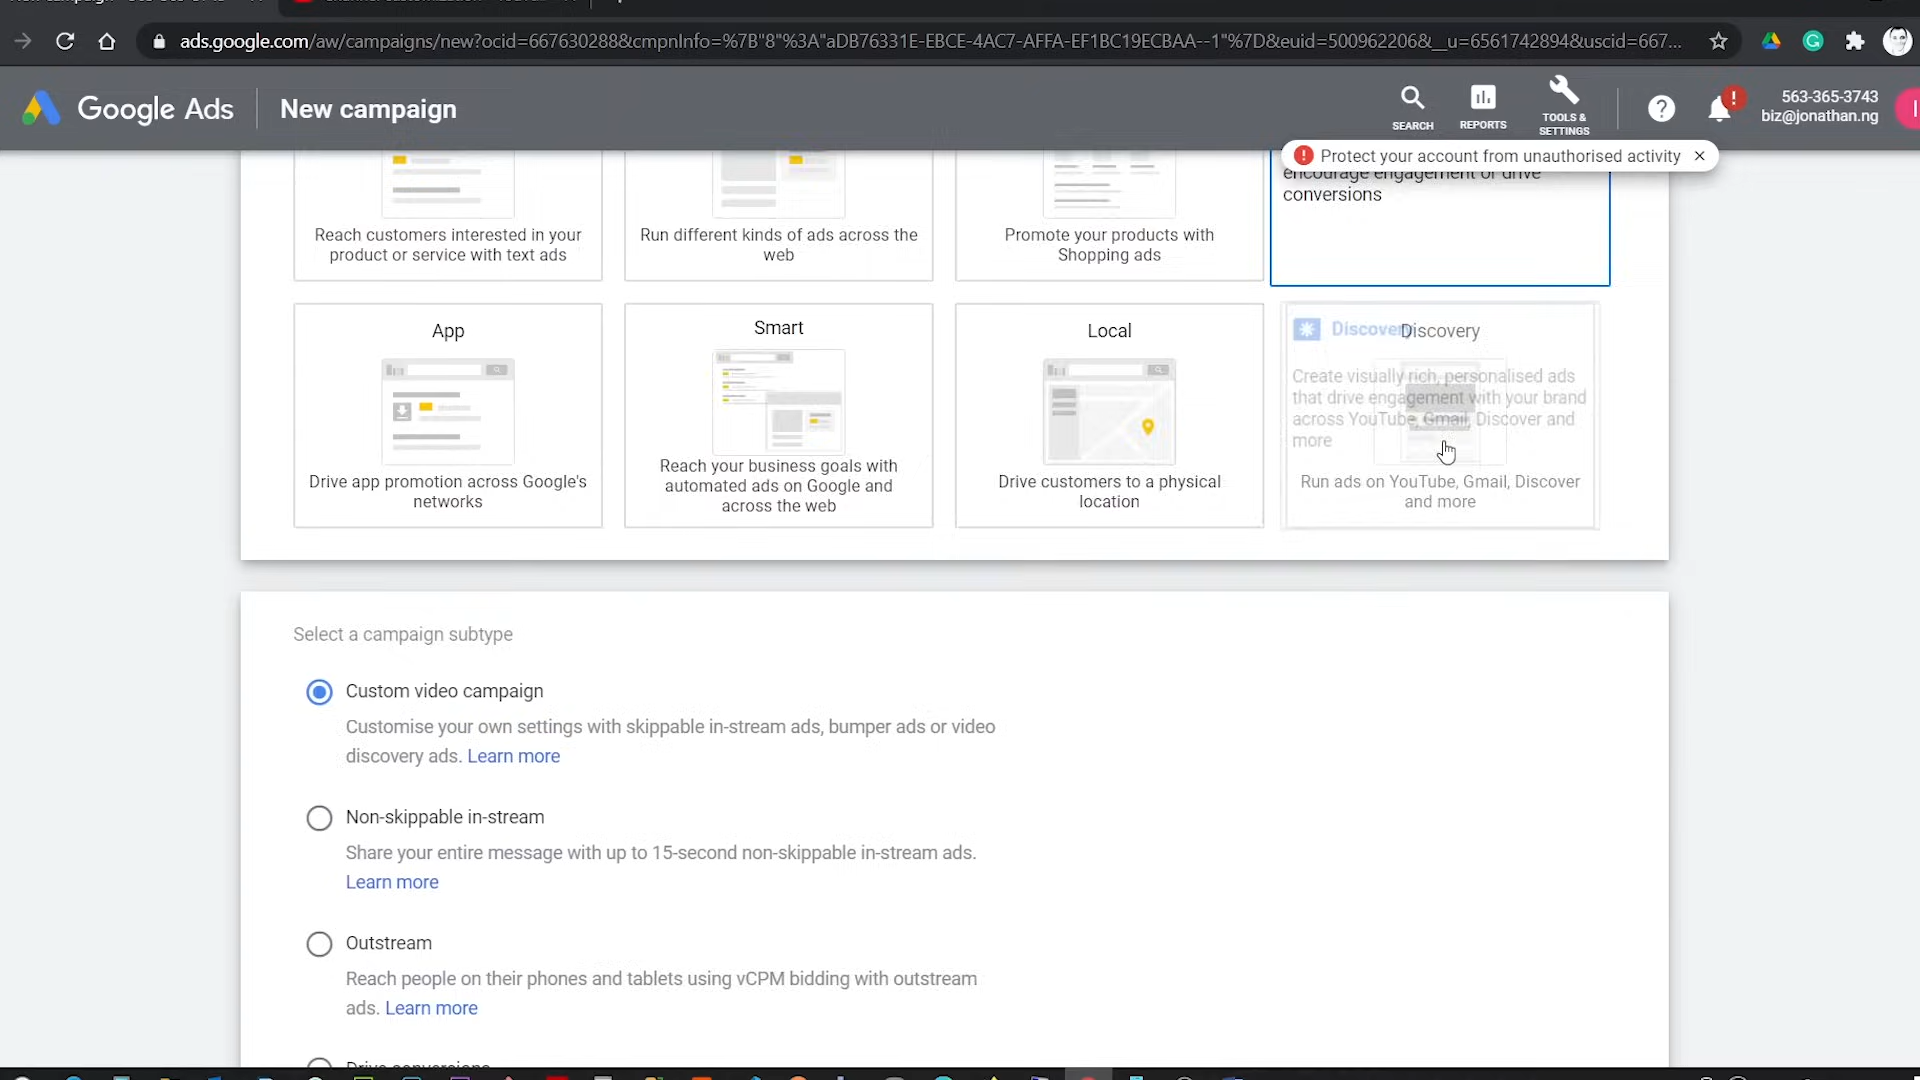 ads.google.com/aw/campaigns/new?ocid=667630288&cmpnInfo=%7B"8"%3A"aDB76331E-EBCE-4AC7-AFFA-EF1BC19ECBAA--1"%7D&euid=500962206&__u=6561742894&uscid=667...
Google Ads
New campaign
SEARCH
REPORTS
TOOLS &
SETTINGS
563-365-3743
biz@jonathan.ng
Protect your account from unauthorised activity
encourage engagement or drive
conversions
Reach customers interested in your
product or service with text ads
Run different kinds of ads across the
web
Promote your products with
Shopping ads
App
Drive app promotion across Google's
networks
Smart
Reach your business goals with
automated ads on Google and
across the web
Local
Drive customers to a physical
location
Discovery
Discovery
Create visually rich, personalised ads
that drive engagement with your brand
across YouTube, Gmail, Discover and
more
Run ads on YouTube, Gmail, Discover
and more
Select a campaign subtype
Custom video campaign
Customise your own settings with skippable in-stream ads, bumper ads or video
discovery ads. Learn more
Non-skippable in-stream
Share your entire message with up to 15-second non-skippable in-stream ads.
Learn more
Outstream
Reach people on their phones and tablets using vCPM bidding with outstream
ads. Learn more
Drive conversions